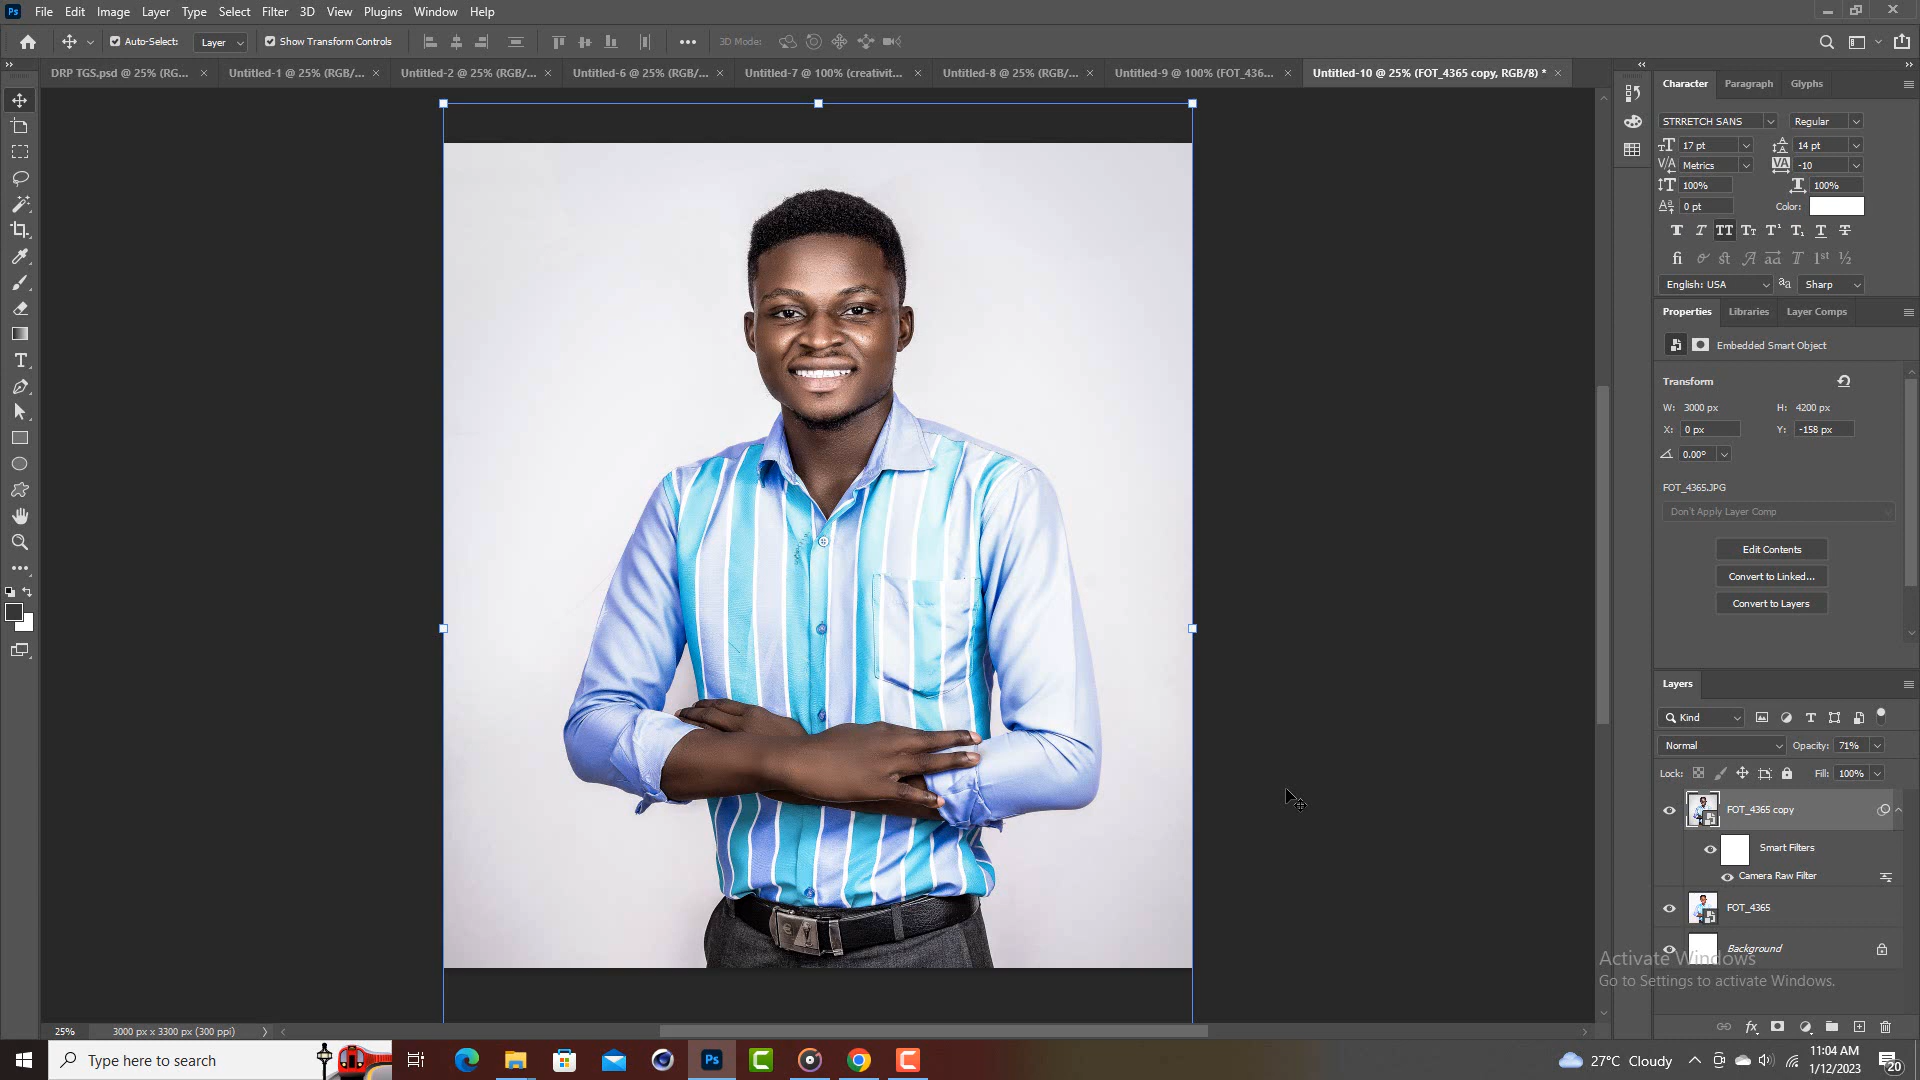 Ps File Edit Image Layer Type Select Filter 3D View Plugins Window Help
Auto-Select: Layer Show Transform Controls 3D Mode:
DRP TGS.psd @ 25% (RG... Untitled-1 @ 25% (RGB/... Untitled-2 @ 25% (RGB/... Untitled-6 @ 25% (RGB/... Untitled-7 @ 100% (creativit... Untitled-8 @ 25% (RGB/... Untitled-9 @ 100% (FOT_436... Untitled-10 @ 25% (FOT_4365 copy, RGB/8) *
Character Paragraph Glyphs
STRRETCH SANS Regular
17 pt 14 pt
Metrics -10
100% 100%
0 pt Color:
English: USA Sharp
Properties Libraries Layer Comps
Embedded Smart Object
Transform
W: 3000 px H: 4200 px
X: 0 px Y: -158 px
0.00°
FOT_4365.JPG
Don't Apply Layer Comp
Edit Contents
Convert to Linked...
Convert to Layers
Layers
Kind
Normal Opacity: 71%
Lock: Fill: 100%
FOT_4365 copy
Smart Filters
Camera Raw Filter
FOT_4365
Background
Activate Windows
Go to Settings to activate Windows.
25% 3000 px x 3300 px (300 ppi)
Type here to search
Ps
27°C Cloudy
11:04 AM
1/12/2023
20